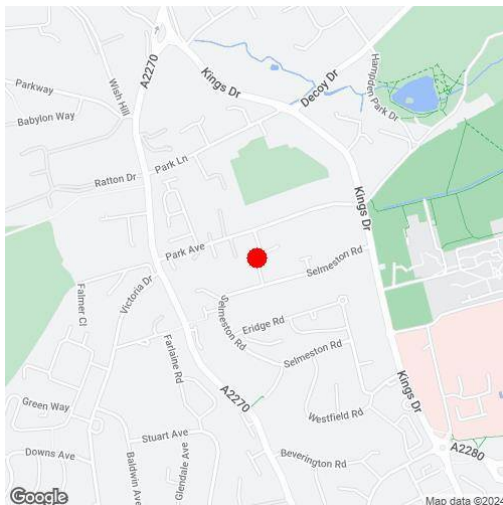 A2270
Kings Dr
Hampden Park Dr
Decoy Dr
Parkway
Wish Hill
Babylon Way
Park Ln
Ratton Dr
Kings Dr
Park Ave
Selmeston Rd
Victoria Dr
Falmer Cl
Selmeston Rd
Eridge Rd
Farlaine Rd
Selmeston Rd
A2270
Kings Dr
Green Way
Westfield Rd
Stuart Ave
Downs Ave
Baldwin Ave
Glendale Ave
Beverington Rd
A2280
Google
Map data ©2024